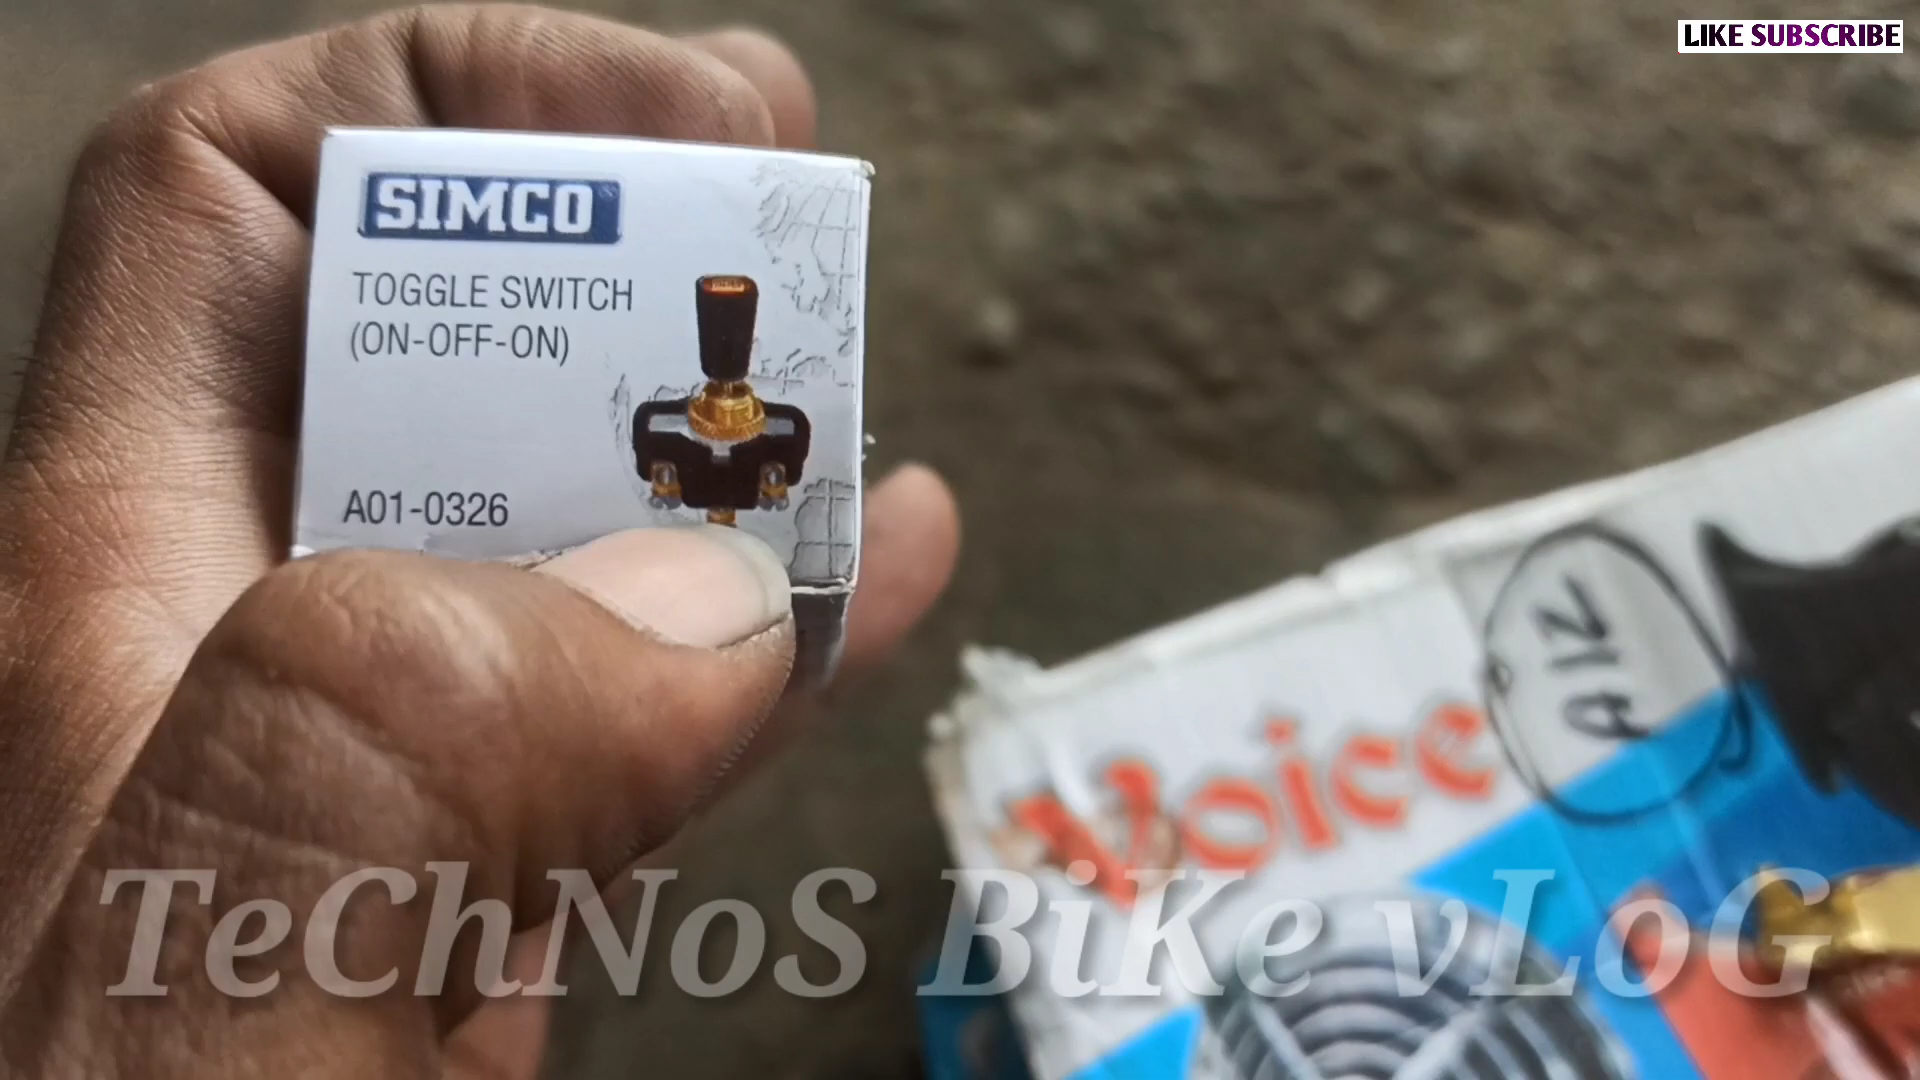 LIKE SUBSCRIBE
SIMCO
TOGGLE SWITCH
(ON-OFF-ON)
A01-0326
Voice
TeChNoS BiKe vLoG